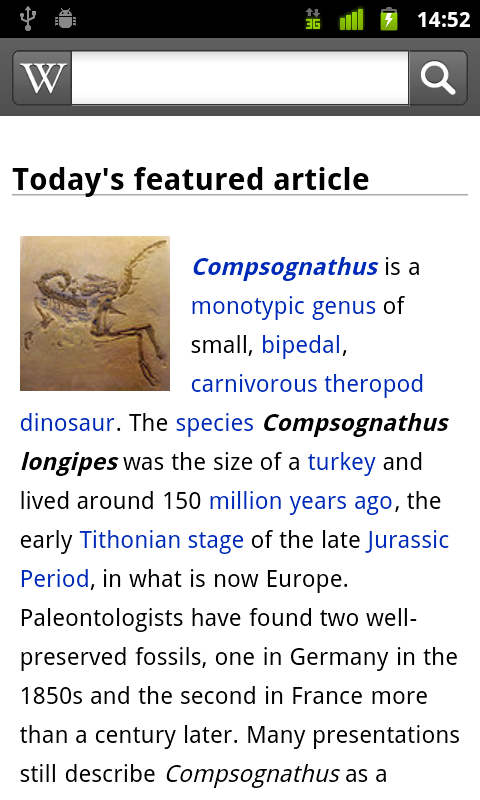 3G 14:52
W
Today's featured article
Compsognathus is a
monotypic genus of
small, bipedal,
carnivorous theropod
dinosaur. The species Compsognathus
longipes was the size of a turkey and
lived around 150 million years ago, the
early Tithonian stage of the late Jurassic
Period, in what is now Europe.
Paleontologists have found two well-
preserved fossils, one in Germany in the
1850s and the second in France more
than a century later. Many presentations
still describe Compsognathus as a